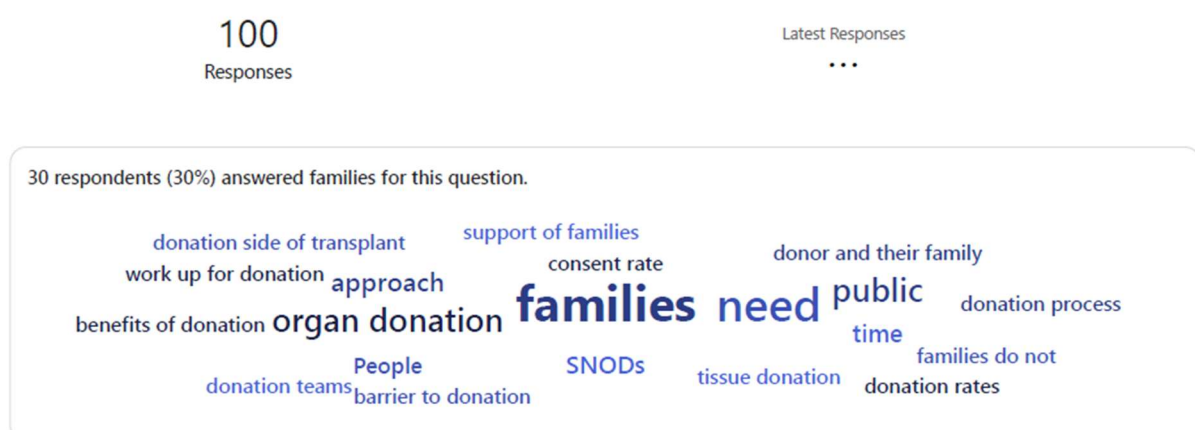 100
Responses
Latest Responses
...
30 respondents (30%) answered families for this question.
donation side of transplant
support of families
work up for donation
approach
consent rate
donor and their family
benefits of donation
organ donation
families
need
public
donation process
time
People
SNODs
families do not
donation teams
barrier to donation
tissue donation
donation rates